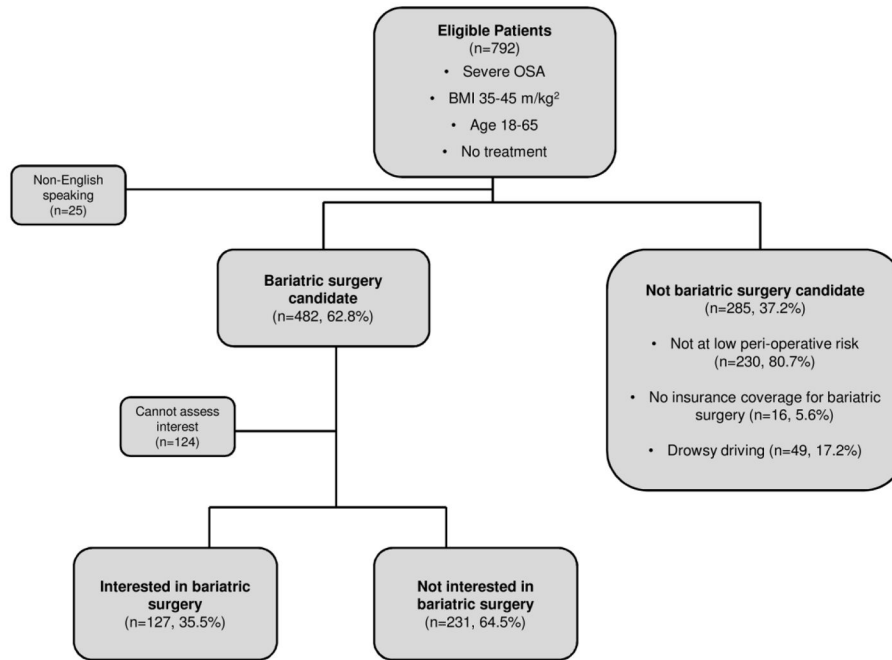 Eligible Patients
(n=792)
• Severe OSA
• BMI 35-45 m/kg²
• Age 18-65
• No treatment
Non-English
speaking
(n=25)
Bariatric surgery
candidate
(n=482, 62.8%)
Not bariatric surgery candidate
(n=285, 37.2%)
• Not at low peri-operative risk
(n=230, 80.7%)
• No insurance coverage for bariatric
surgery (n=16, 5.6%)
• Drowsy driving (n=49, 17.2%)
Cannot assess
interest
(n=124)
Interested in bariatric
surgery
(n=127, 35.5%)
Not interested in
bariatric surgery
(n=231, 64.5%)